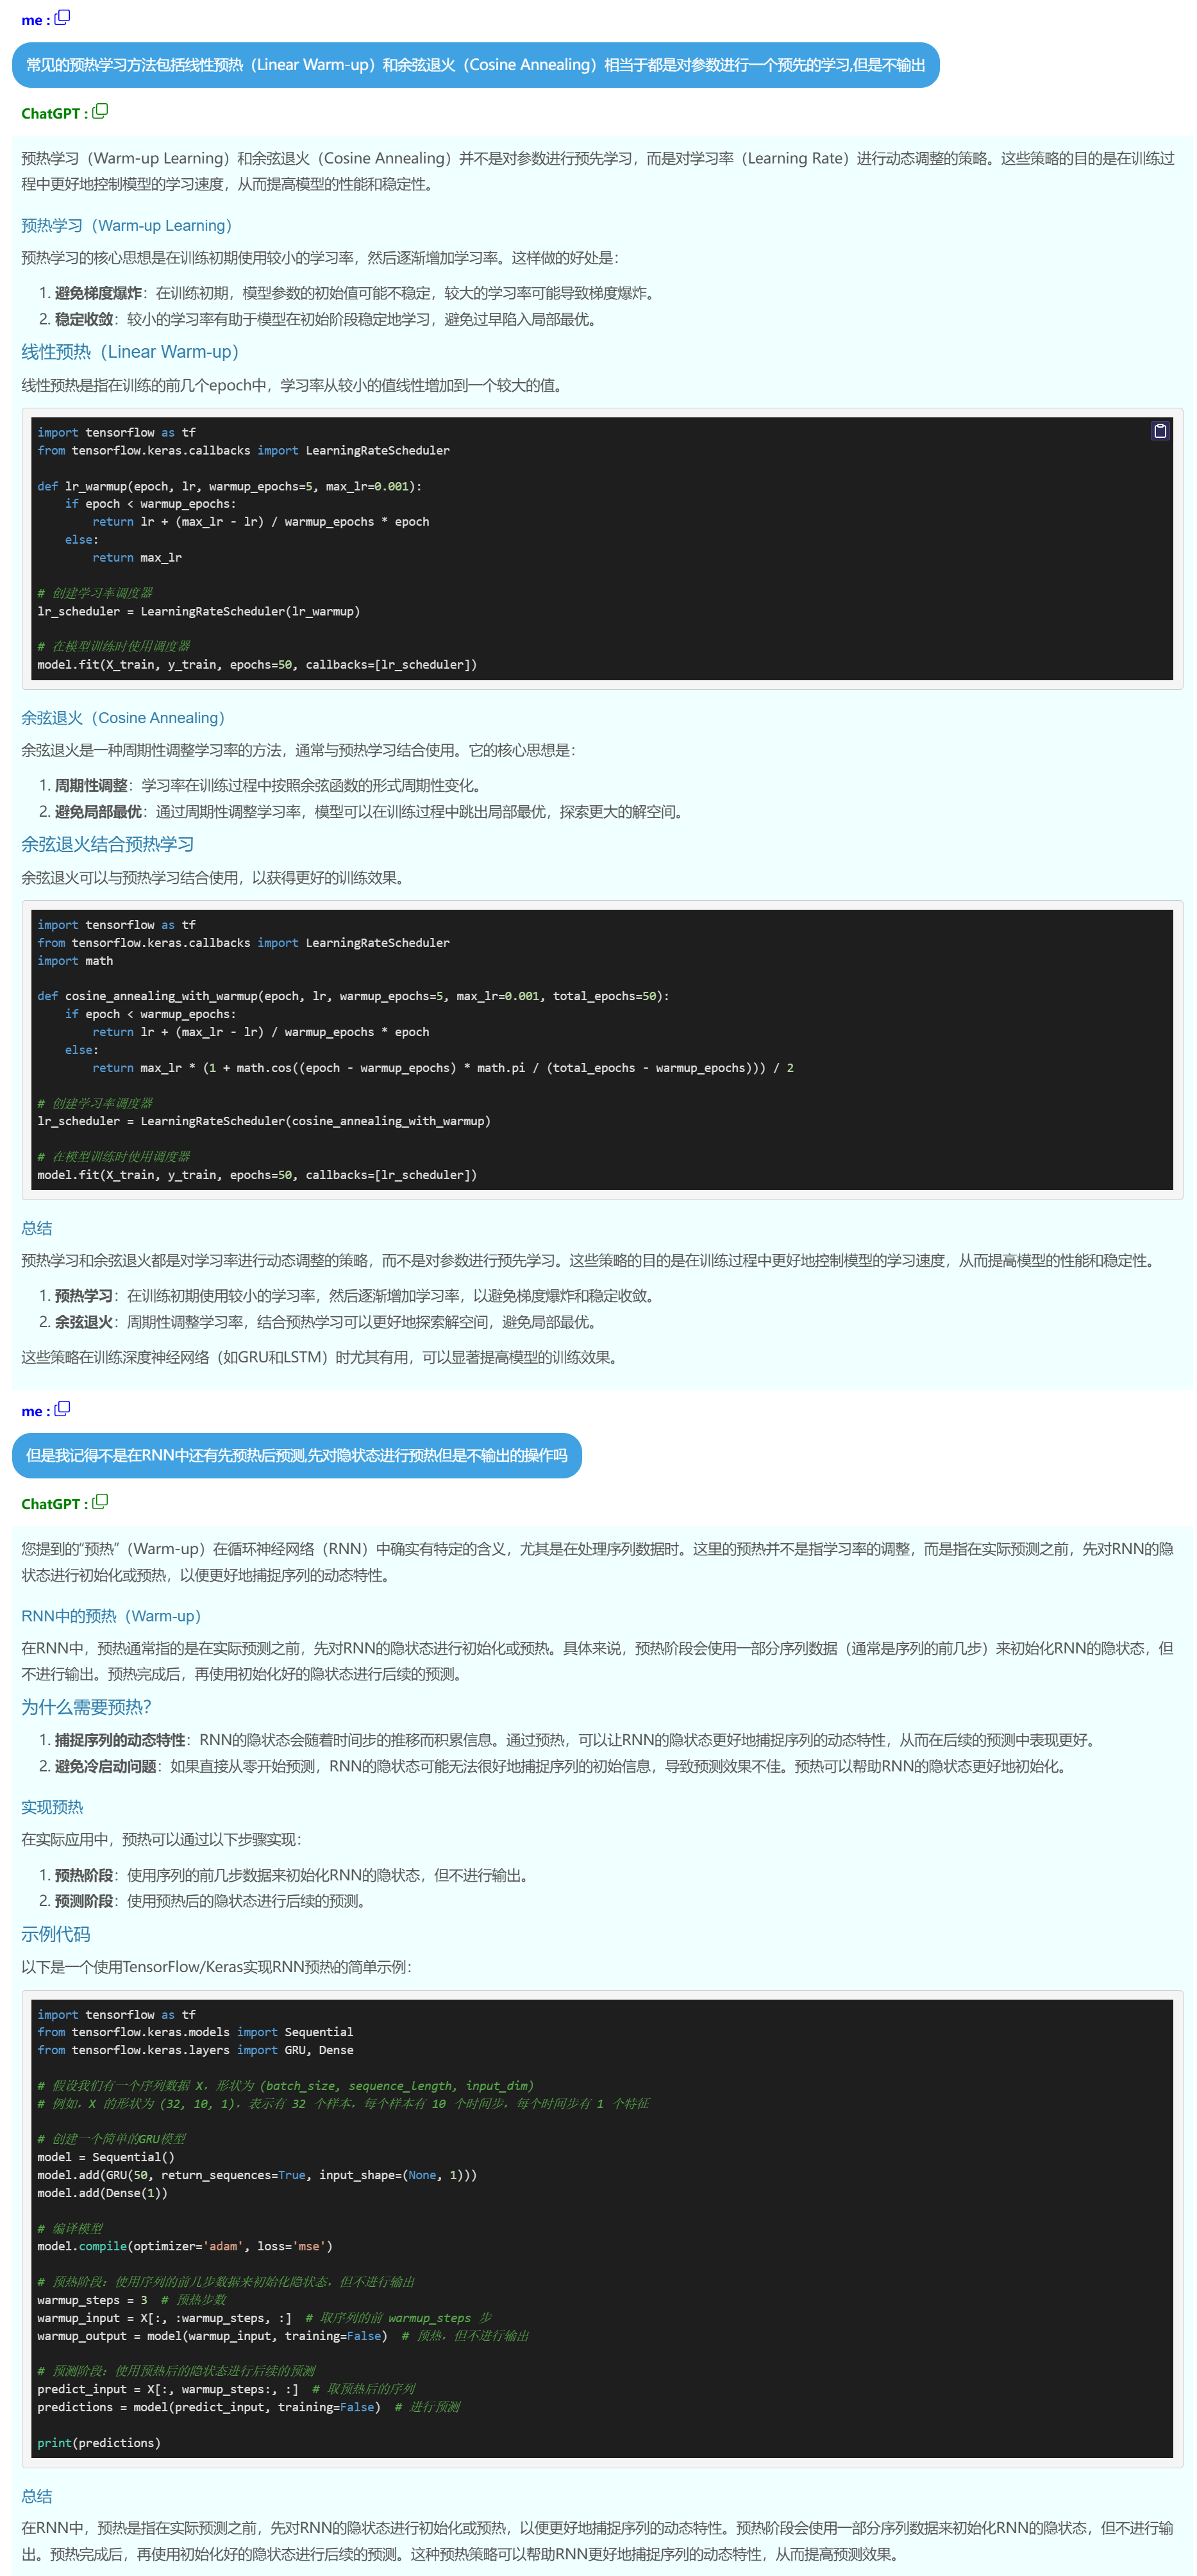 me :
常见的预热学习方法包括线性预热（Linear Warm-up）和余弦退火（Cosine Annealing）相当于都是对参数进行一个预先的学习,但是不输出
ChatGPT :
预热学习（Warm-up Learning）和余弦退火（Cosine Annealing）并不是对参数进行预先学习，而是对学习率（Learning Rate）进行动态调整的策略。这些策略的目的是在训练过
程中更好地控制模型的学习速度，从而提高模型的性能和稳定性。
预热学习（Warm-up Learning）
预热学习的核心思想是在训练初期使用较小的学习率，然后逐渐增加学习率。这样做的好处是：
1. 避免梯度爆炸：在训练初期，模型参数的初始值可能不稳定，较大的学习率可能导致梯度爆炸。
2. 稳定收敛：较小的学习率有助于模型在初始阶段稳定地学习，避免过早陷入局部最优。
线性预热（Linear Warm-up）
线性预热是指在训练的前几个epoch中，学习率从较小的值线性增加到一个较大的值。
import tensorflow as tf
from tensorflow.keras.callbacks import LearningRateScheduler
def lr_warmup(epoch, lr, warmup_epochs=5, max_lr=0.001):
    if epoch < warmup_epochs:
        return lr + (max_lr - lr) / warmup_epochs * epoch
    else:
        return max_lr
# 创建学习率调度器
lr_scheduler = LearningRateScheduler(lr_warmup)
# 在模型训练时使用调度器
model.fit(X_train, y_train, epochs=50, callbacks=[lr_scheduler])
余弦退火（Cosine Annealing）
余弦退火是一种周期性调整学习率的方法，通常与预热学习结合使用。它的核心思想是：
1. 周期性调整：学习率在训练过程中按照余弦函数的形式周期性变化。
2. 避免局部最优：通过周期性调整学习率，模型可以在训练过程中跳出局部最优，探索更大的解空间。
余弦退火结合预热学习
余弦退火可以与预热学习结合使用，以获得更好的训练效果。
import tensorflow as tf
from tensorflow.keras.callbacks import LearningRateScheduler
import math
def cosine_annealing_with_warmup(epoch, lr, warmup_epochs=5, max_lr=0.001, total_epochs=50):
    if epoch < warmup_epochs:
        return lr + (max_lr - lr) / warmup_epochs * epoch
    else:
        return max_lr * (1 + math.cos((epoch - warmup_epochs) * math.pi / (total_epochs - warmup_epochs))) / 2
# 创建学习率调度器
lr_scheduler = LearningRateScheduler(cosine_annealing_with_warmup)
# 在模型训练时使用调度器
model.fit(X_train, y_train, epochs=50, callbacks=[lr_scheduler])
总结
预热学习和余弦退火都是对学习率进行动态调整的策略，而不是对参数进行预先学习。这些策略的目的是在训练过程中更好地控制模型的学习速度，从而提高模型的性能和稳定性。
1. 预热学习：在训练初期使用较小的学习率，然后逐渐增加学习率，以避免梯度爆炸和稳定收敛。
2. 余弦退火：周期性调整学习率，结合预热学习可以更好地探索解空间，避免局部最优。
这些策略在训练深度神经网络（如GRU和LSTM）时尤其有用，可以显著提高模型的训练效果。
me :
但是我记得不是在RNN中还有先预热后预测,先对隐状态进行预热但是不输出的操作吗
ChatGPT :
您提到的“预热”（Warm-up）在循环神经网络（RNN）中确实有特定的含义，尤其是在处理序列数据时。这里的预热并不是指学习率的调整，而是指在实际预测之前，先对RNN的隐
状态进行初始化或预热，以便更好地捕捉序列的动态特性。
RNN中的预热（Warm-up）
在RNN中，预热通常指的是在实际预测之前，先对RNN的隐状态进行初始化或预热。具体来说，预热阶段会使用一部分序列数据（通常是序列的前几步）来初始化RNN的隐状态，但
不进行输出。预热完成后，再使用初始化好的隐状态进行后续的预测。
为什么需要预热？
1. 捕捉序列的动态特性：RNN的隐状态会随着时间步的推移而积累信息。通过预热，可以让RNN的隐状态更好地捕捉序列的动态特性，从而在后续的预测中表现更好。
2. 避免冷启动问题：如果直接从零开始预测，RNN的隐状态可能无法很好地捕捉序列的初始信息，导致预测效果不佳。预热可以帮助RNN的隐状态更好地初始化。
实现预热
在实际应用中，预热可以通过以下步骤实现：
1. 预热阶段：使用序列的前几步数据来初始化RNN的隐状态，但不进行输出。
2. 预测阶段：使用预热后的隐状态进行后续的预测。
示例代码
以下是一个使用TensorFlow/Keras实现RNN预热的简单示例：
import tensorflow as tf
from tensorflow.keras.models import Sequential
from tensorflow.keras.layers import GRU, Dense
# 假设我们有一个序列数据 X，形状为 (batch_size, sequence_length, input_dim)
# 例如，X 的形状为 (32, 10, 1)，表示有 32 个样本，每个样本有 10 个时间步，每个时间步有 1 个特征
# 创建一个简单的GRU模型
model = Sequential()
model.add(GRU(50, return_sequences=True, input_shape=(None, 1)))
model.add(Dense(1))
# 编译模型
model.compile(optimizer='adam', loss='mse')
# 预热阶段：使用序列的前几步数据来初始化隐状态，但不进行输出
warmup_steps = 3  # 预热步数
warmup_input = X[:, :warmup_steps, :]  # 取序列的前 warmup_steps 步
warmup_output = model(warmup_input, training=False)  # 预热，但不进行输出
# 预测阶段：使用预热后的隐状态进行后续的预测
predict_input = X[:, warmup_steps:, :]  # 取预热后的序列
predictions = model(predict_input, training=False)  # 进行预测
print(predictions)
总结
在RNN中，预热是指在实际预测之前，先对RNN的隐状态进行初始化或预热，以便更好地捕捉序列的动态特性。预热阶段会使用一部分序列数据来初始化RNN的隐状态，但不进行输
出。预热完成后，再使用初始化好的隐状态进行后续的预测。这种预热策略可以帮助RNN更好地捕捉序列的动态特性，从而提高预测效果。